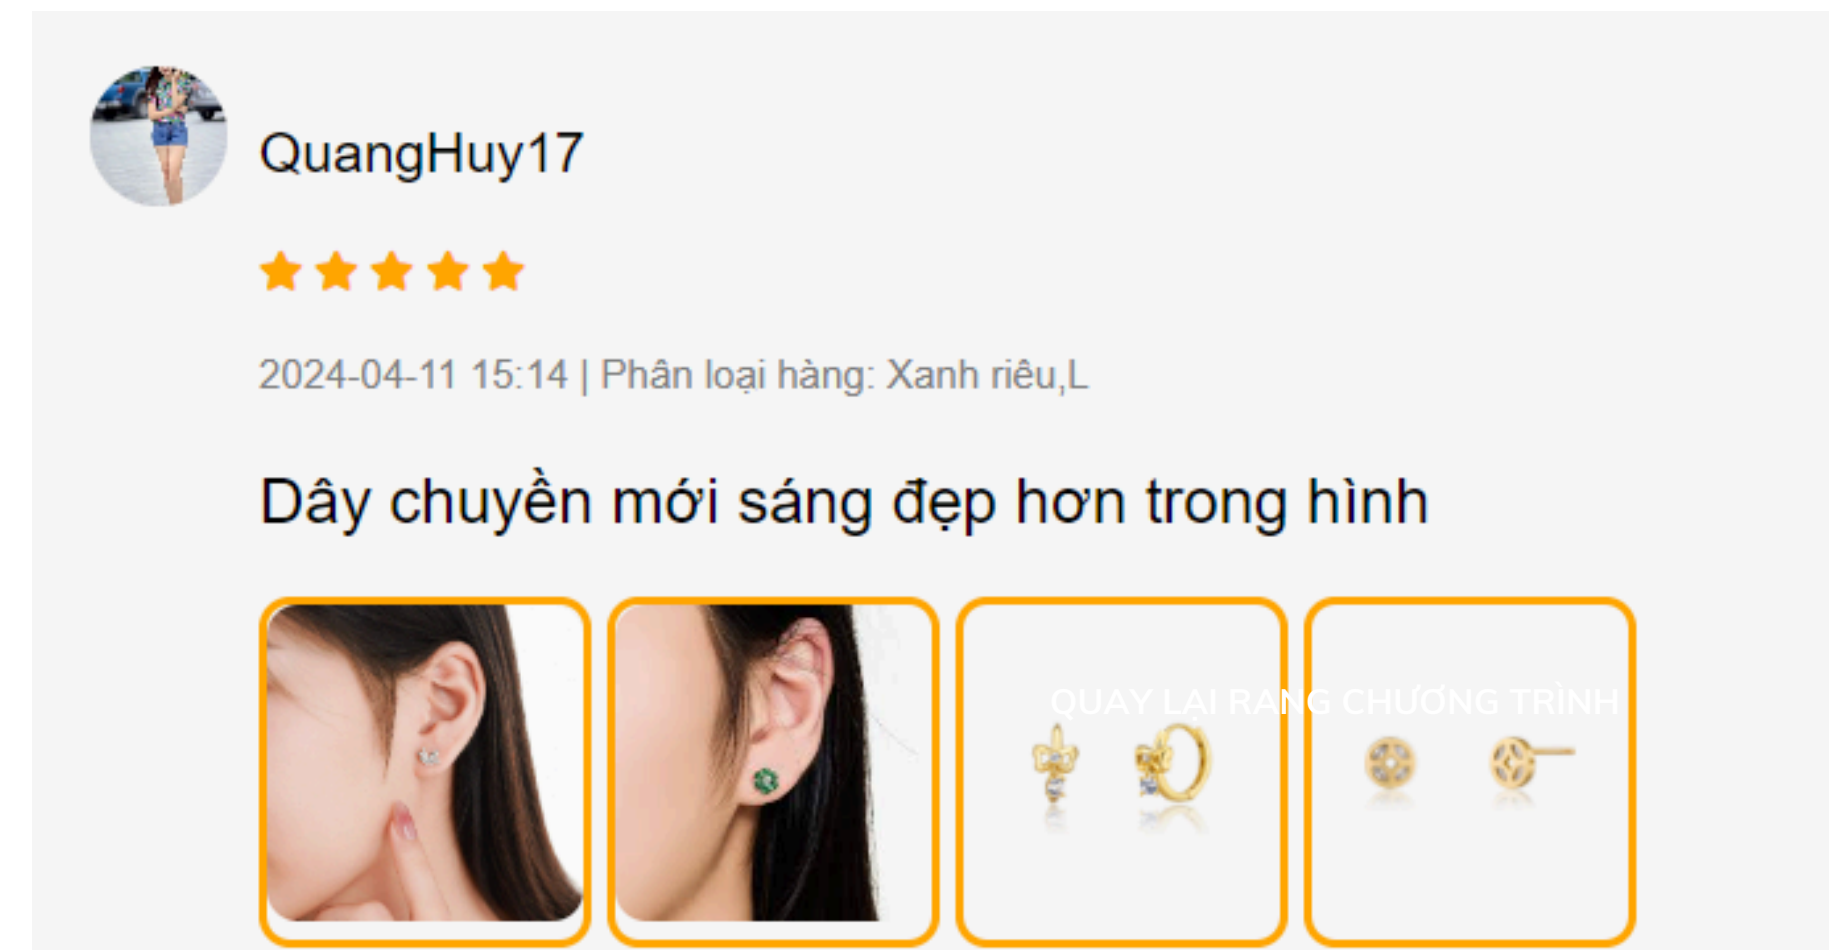 QuangHuy17
2024-04-11 15:14 | Phân loại hàng: Xanh riêu,L
Dây chuyền mới sáng đẹp hơn trong hình
QUAY LẠI RẠNG CHƯƠNG TRÌNH